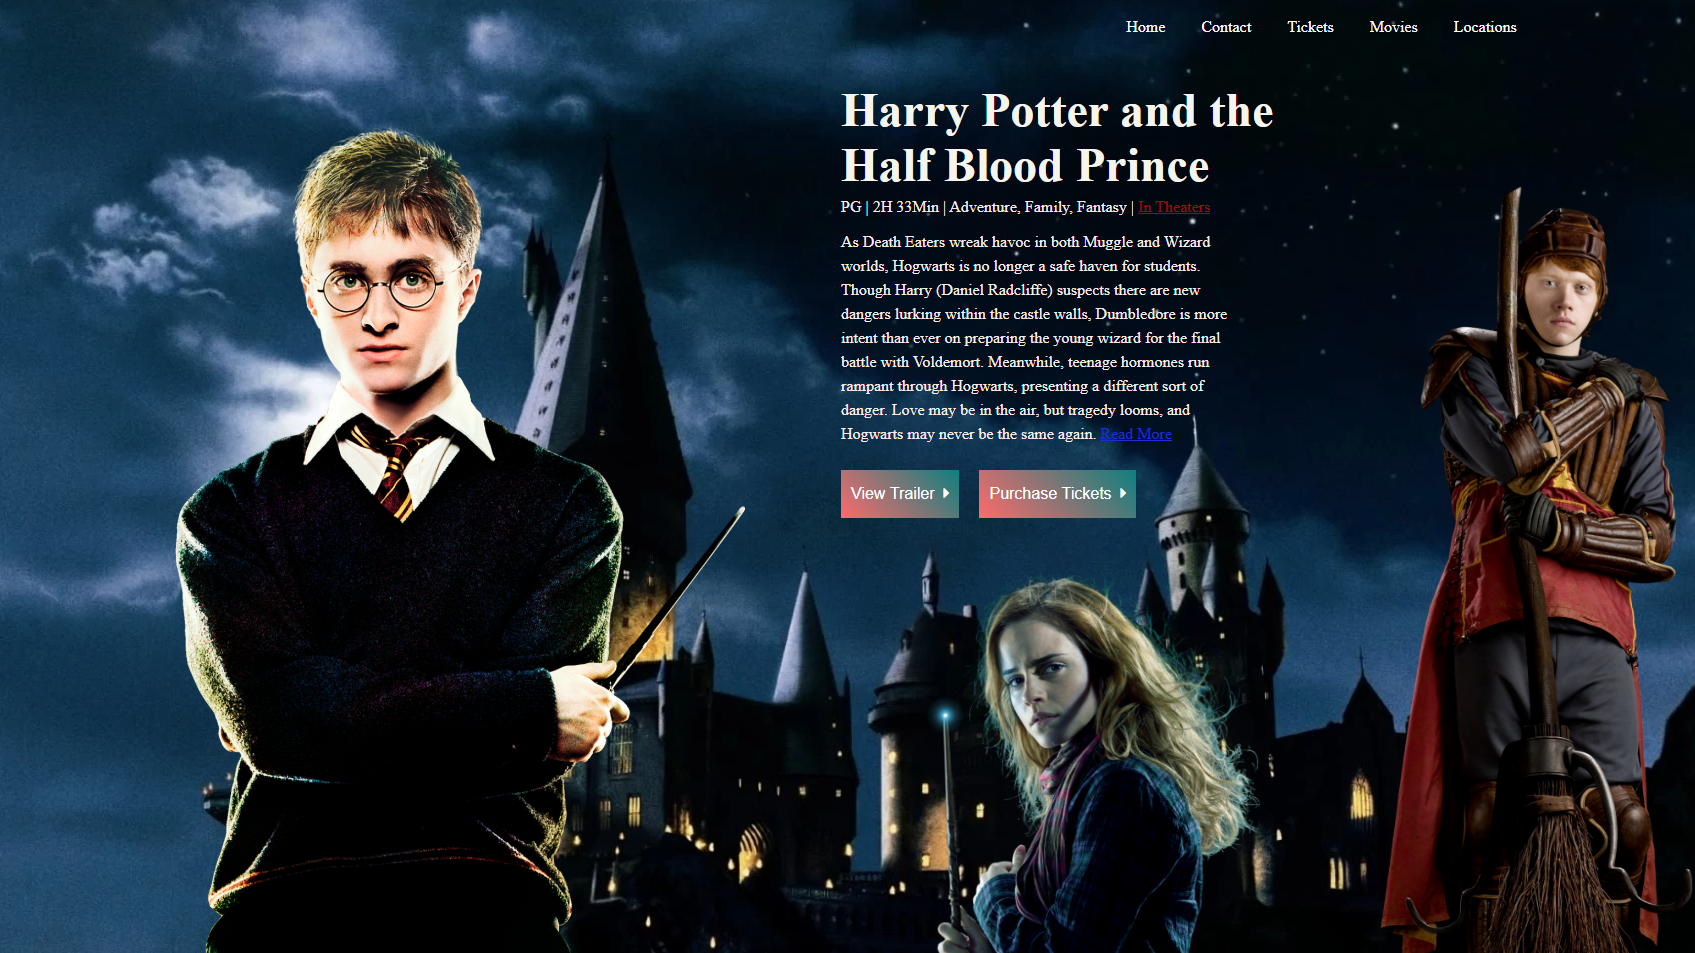 Home Contact Tickets Movies Locations
Harry Potter and the
Half Blood Prince
PG | 2H 33Min | Adventure, Family, Fantasy | In Theaters
As Death Eaters wreak havoc in both Muggle and Wizard
worlds, Hogwarts is no longer a safe haven for students.
Though Harry (Daniel Radcliffe) suspects there are new
dangers lurking within the castle walls, Dumbledore is more
intent than ever on preparing the young wizard for the final
battle with Voldemort. Meanwhile, teenage hormones run
rampant through Hogwarts, presenting a different sort of
danger. Love may be in the air, but tragedy looms, and
Hogwarts may never be the same again. Read More
View Trailer Purchase Tickets